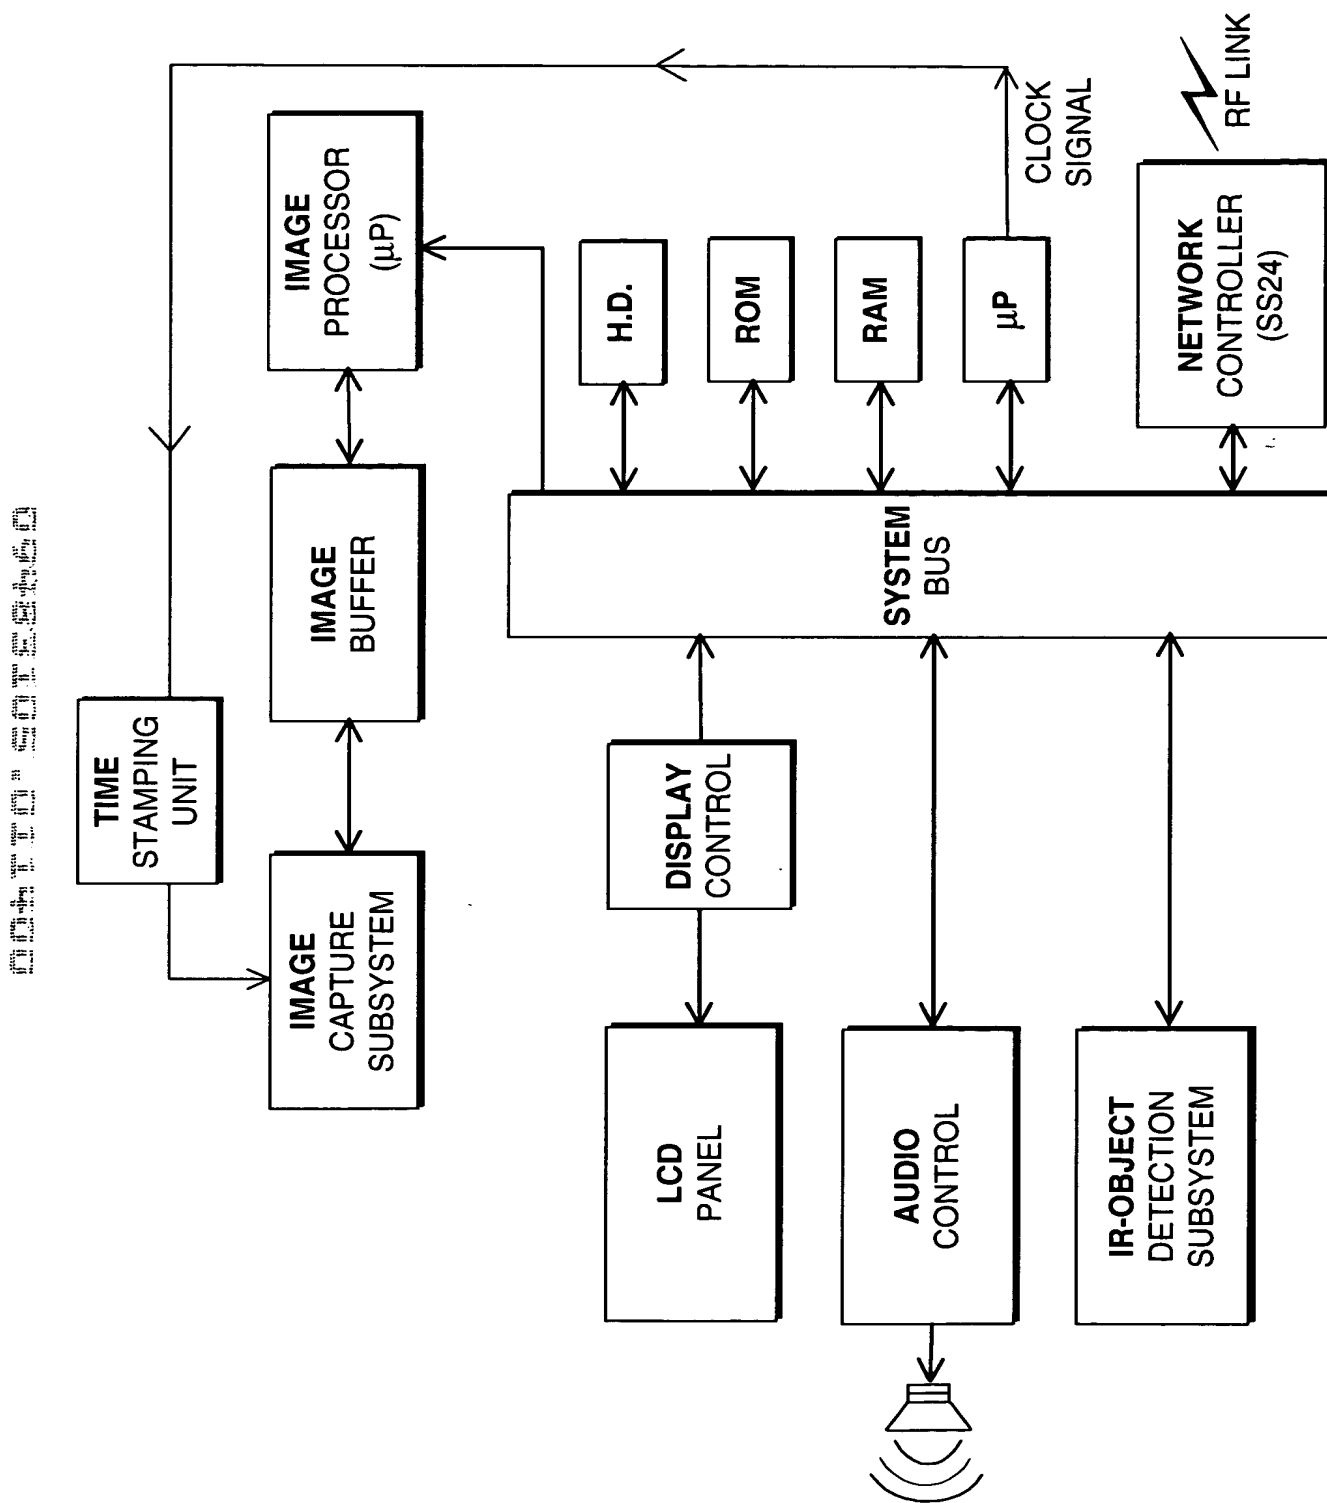 TIME
STAMPING
UNIT
IMAGE
CAPTURE
SUBSYSTEM
IMAGE
BUFFER
IMAGE
PROCESSOR
(µP)
LCD
PANEL
DISPLAY
CONTROL
H.D.
ROM
RAM
µP
CLOCK
SIGNAL
SYSTEM
BUS
AUDIO
CONTROL
IR-OBJECT
DETECTION
SUBSYSTEM
NETWORK
CONTROLLER
(SS24)
RF LINK